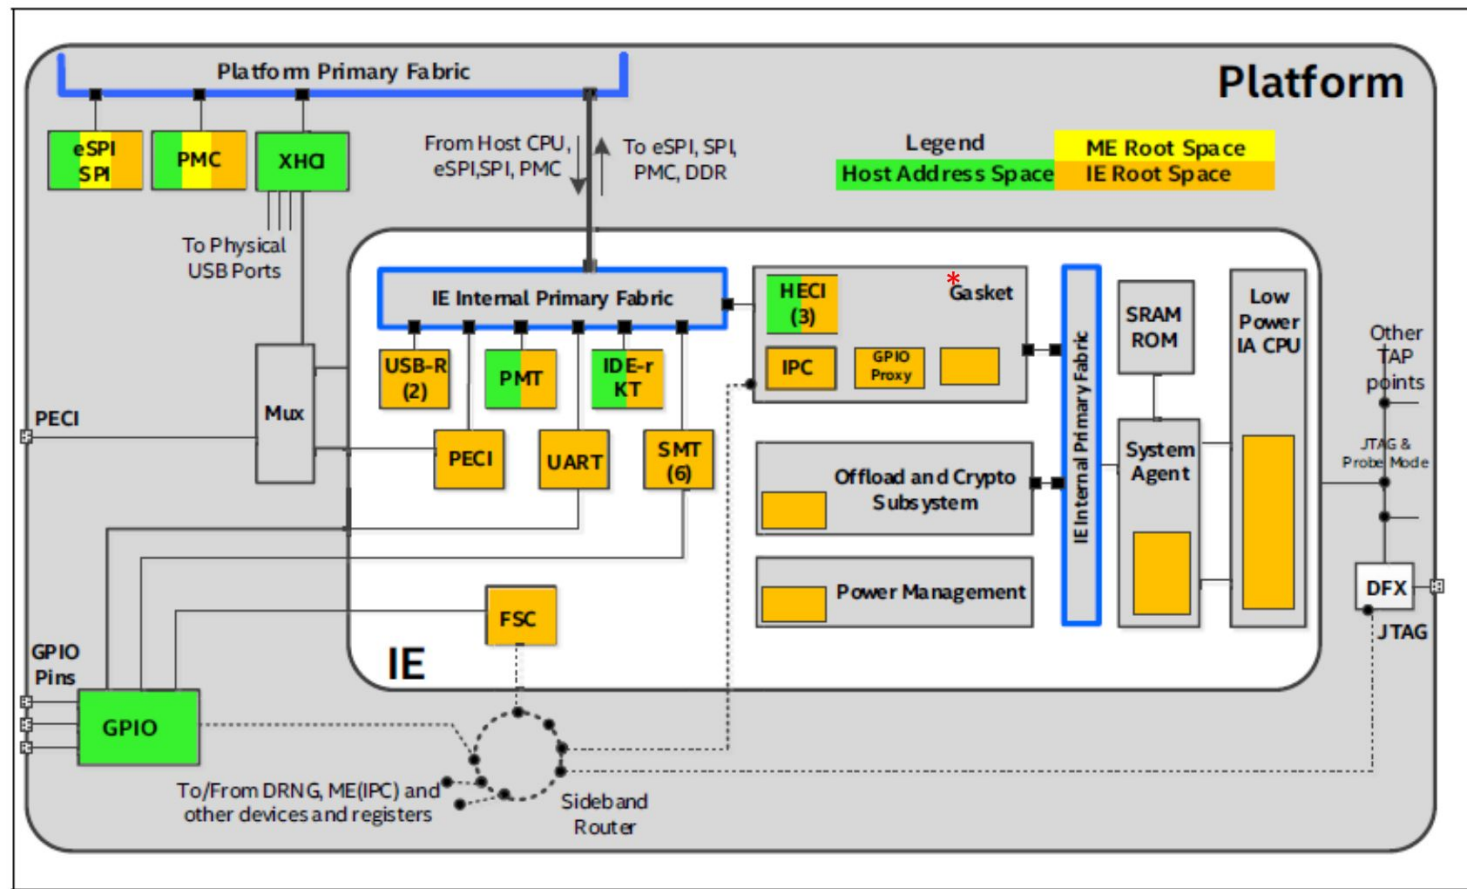 Platform Primary Fabric
Platform
eSPI
SPI
PMC
XHCI
From Host CPU,
eSPI,SPI, PMC
To eSPI, SPI,
PMC, DDR
Legend
ME Root Space
Host Address Space
IE Root Space
To Physical
USB Ports
IE Internal Primary Fabric
HECI
(3)
*
Gasket
IPC
GPIO
Proxy
USB-R
(2)
PMT
IDE-r
KT
SRAM
ROM
Low
Power
IA CPU
Other
TAP
points
Mux
PECI
PECI
UART
SMT
(6)
Offload and Crypto
Subsystem
IE Internal Primary Fabric
System
Agent
JTAG &
Probe Mode
Power Management
FSC
IE
DFX
JTAG
GPIO
Pins
GPIO
To/From DRNG, ME(IPC) and
other devices and registers
Sideband
Router